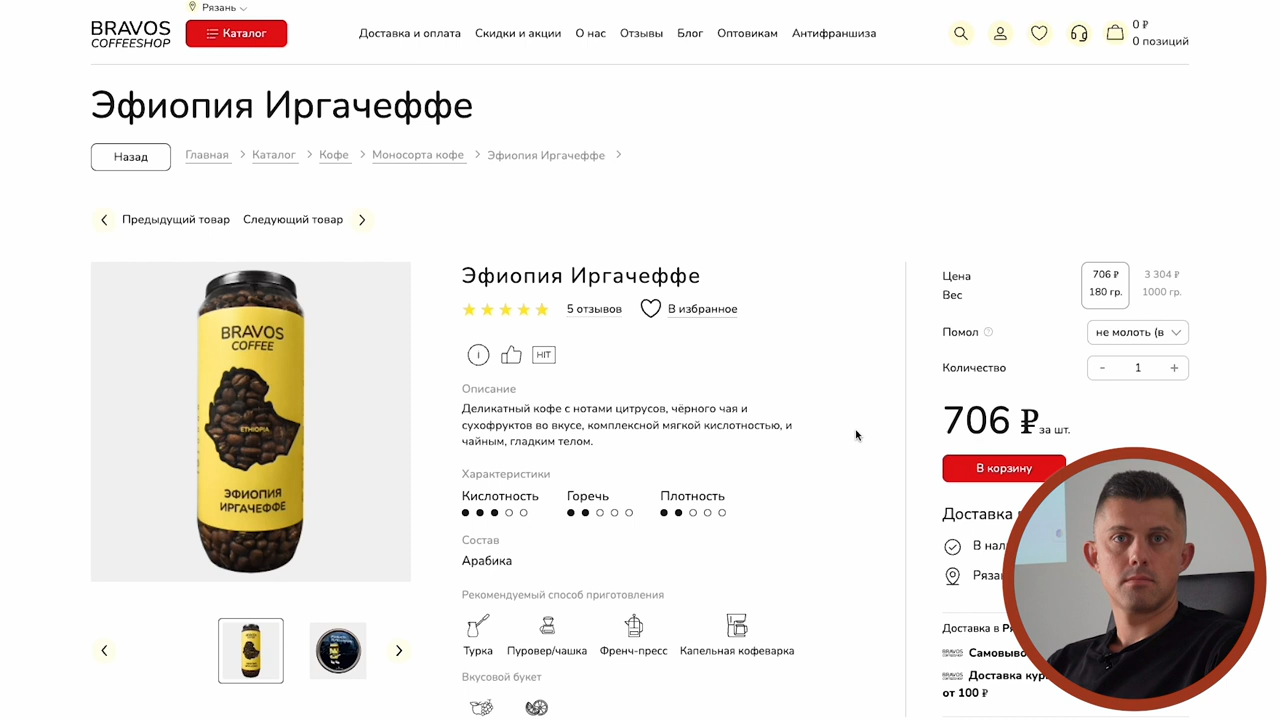 Рязань
BRAVOS
COFFEESHOP
Каталог
Доставка и оплата Скидки и акции О нас Отзывы Блог Оптовикам Антифраншиза
0 ₽
0 позиций
Эфиопия Иргачеффе
Назад
Главная Каталог Кофе Моносорта кофе Эфиопия Иргачеффе
Предыдущий товар Следующий товар
BRAVOS
COFFEE
ETHIOPIA
ЭФИОПИЯ
ИРГАЧЕФФЕ
Эфиопия Иргачеффе
5 отзывов В избранное
HIT
Описание
Деликатный кофе с нотами цитрусов, чёрного чая и
сухофруктов во вкусе, комплексной мягкой кислотностью, и
чайным, гладким телом.
Характеристики
Кислотность Горечь Плотность
Состав
Арабика
Рекомендуемый способ приготовления
Турка Пуровер/чашка Френч-пресс Капельная кофеварка
Вкусовой букет
Цена 706 ₽ 3 304 ₽
Вес 180 гр. 1000 гр.
Помол не молоть (в
Количество - 1 +
706 ₽ за шт.
В корзину
Доставка
В нал
Ряза
Доставка в Р
Самовыво
Доставка кур
от 100 ₽